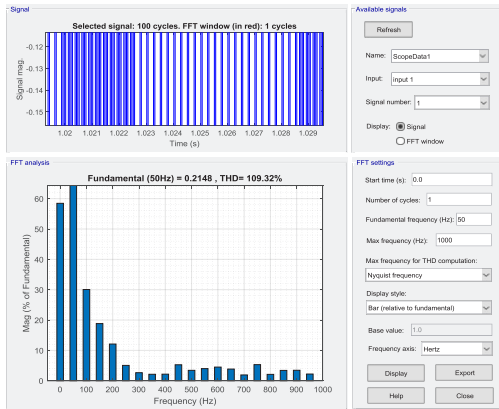 Signal
Selected signal: 100 cycles. FFT window (in red): 1 cycles
-0.12
-0.13
-0.14
-0.15
Signal mag.
1.02 1.021 1.022 1.023 1.024 1.025 1.026 1.027 1.028 1.029
Time (s)
FFT analysis
Fundamental (50Hz) = 0.2148 , THD= 109.32%
60
50
40
30
20
10
0
Mag (% of Fundamental)
0 100 200 300 400 500 600 700 800 900 1000
Frequency (Hz)
Available signals
Refresh
Name: ScopeData1
Input: input 1
Signal number: 1
Display: Signal
FFT window
FFT settings
Start time (s): 0.0
Number of cycles: 1
Fundamental frequency (Hz): 50
Max frequency (Hz): 1000
Max frequency for THD computation:
Nyquist frequency
Display style:
Bar (relative to fundamental)
Base value: 1.0
Frequency axis: Hertz
Display Export
Help Close